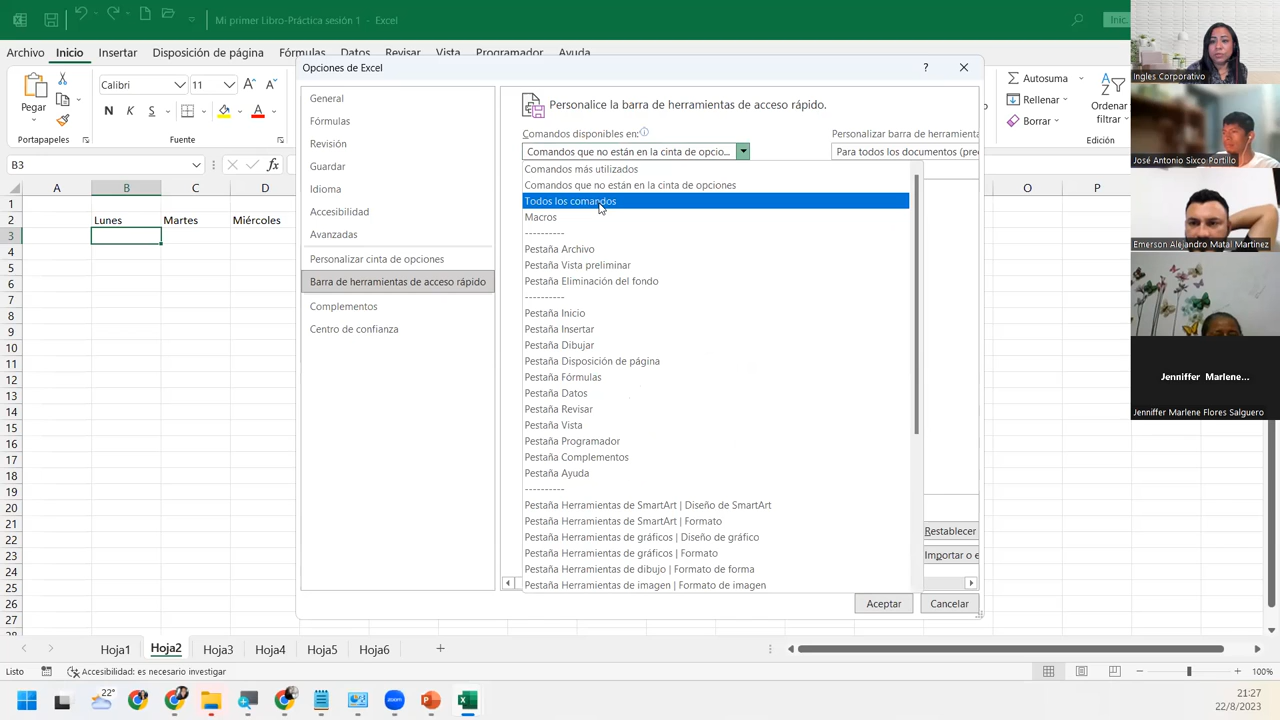 Mi primer Libro-Práctica sesión 1 - Excel
Inic
Archivo Inicio Insertar Disposición de página Fórmulas Datos Revisar Vista Ayuda
Pegar
Portapapeles
Calibri 11
N K S
Fuente
Autosuma
Rellenar
Borrar
Ordenar
filtrar
B3
fx
A B C D O Q R
Lunes Martes Miércoles
1
2
3
4
5
6
7
8
9
10
11
12
13
14
15
16
17
18
19
20
21
22
23
24
25
26
27
28
Opciones de Excel
?
General
Fórmulas
Revisión
Guardar
Idioma
Accesibilidad
Avanzadas
Personalizar cinta de opciones
Barra de herramientas de acceso rápido
Complementos
Centro de confianza
Personalice la barra de herramientas de acceso rápido.
Comandos disponibles en:
Comandos que no están en la cinta de opcio...
Personalizar barra de herramienta
Para todos los documentos (pre
Comandos más utilizados
Comandos que no están en la cinta de opciones
Todos los comandos
Macros
----------
Pestaña Archivo
Pestaña Vista preliminar
Pestaña Eliminación del fondo
----------
Pestaña Inicio
Pestaña Insertar
Pestaña Dibujar
Pestaña Disposición de página
Pestaña Fórmulas
Pestaña Datos
Pestaña Revisar
Pestaña Vista
Pestaña Programador
Pestaña Complementos
Pestaña Ayuda
----------
Pestaña Herramientas de SmartArt | Diseño de SmartArt
Pestaña Herramientas de SmartArt | Formato
Pestaña Herramientas de gráficos | Diseño de gráfico
Pestaña Herramientas de gráficos | Formato
Pestaña Herramientas de dibujo | Formato de forma
Pestaña Herramientas de imagen | Formato de imagen
Restablecer
Importar o e
Aceptar Cancelar
Ingles Corporativo
José Antonio Sixco Portillo
Emerson Alejandro Matal Martinez
Jenniffer Marlene...
Jenniffer Marlene Flores Salguero
Hoja1 Hoja2 Hoja3 Hoja4 Hoja5 Hoja6
Listo Accesibilidad: es necesario investigar 100%
22°
21:27
22/8/2023